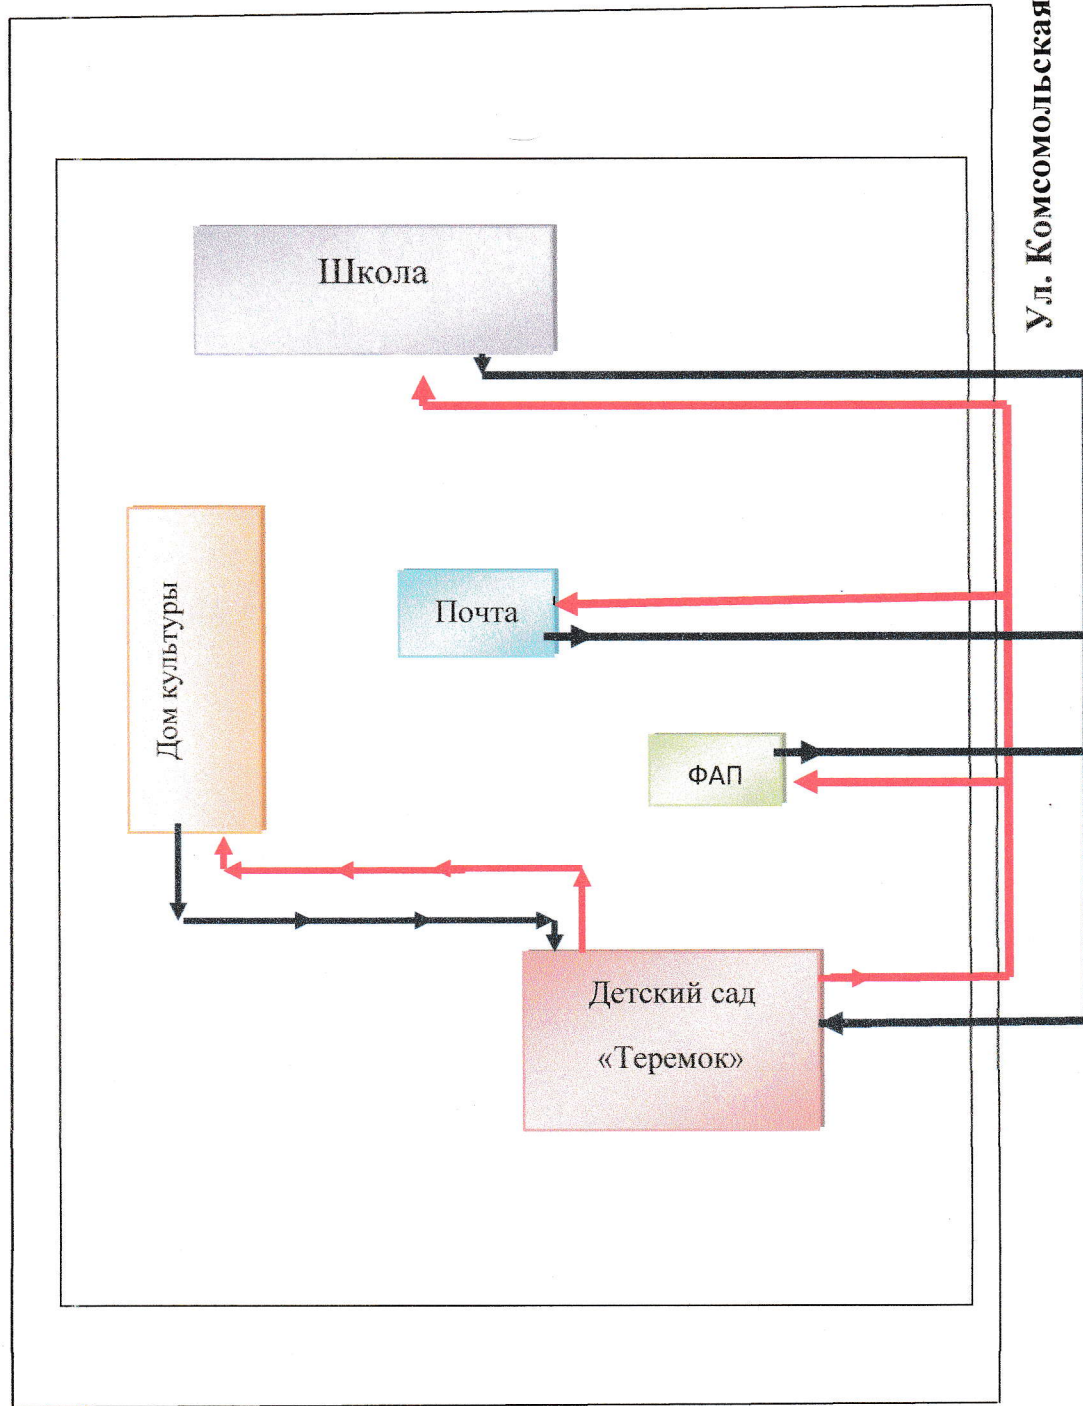 Ул. Комсомольская
Школа
Дом культуры
Почта
ФАП
Детский сад
«Теремок»